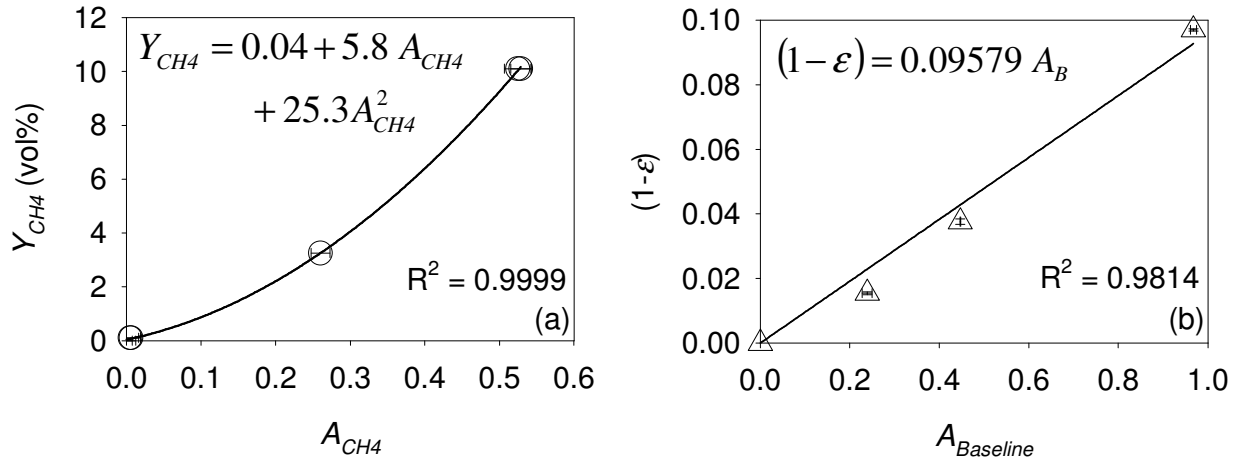 12
10
8
6
4
2
0
Y_CH4 (vol%)
Y_CH4 = 0.04 + 5.8 A_CH4
+ 25.3A²_CH4
R² = 0.9999
(a)
0.0 0.1 0.2 0.3 0.4 0.5 0.6
A_CH4
0.10
0.08
0.06
0.04
0.02
0.00
(1-ε)
(1 − ε) = 0.09579 A_B
R² = 0.9814
(b)
0.0 0.2 0.4 0.6 0.8 1.0
A_Baseline